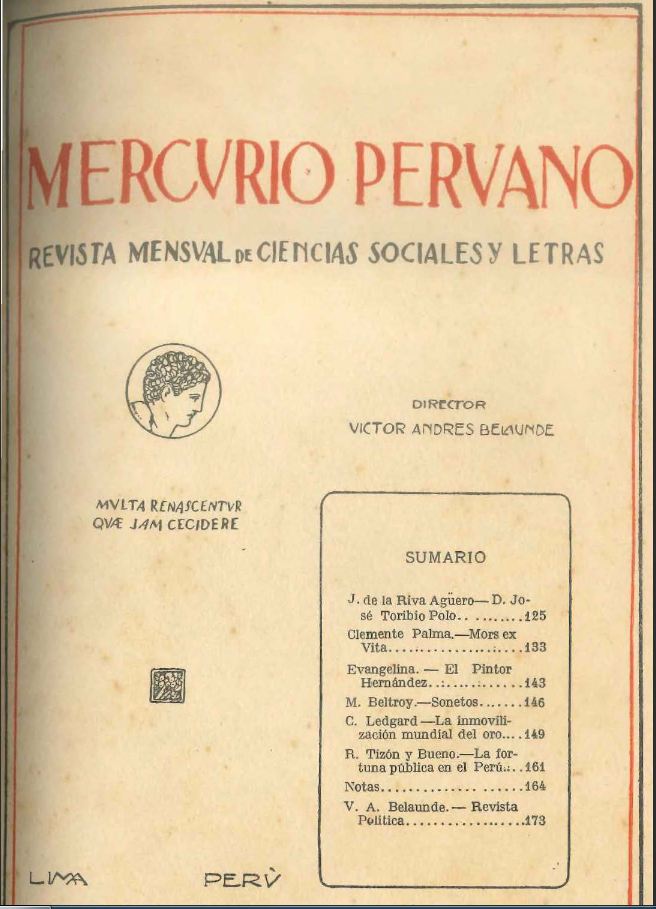 MERCVRIO PERVANO
REVISTA MENSVAL DE CIENCIAS SOCIALES Y LETRAS
DIRECTOR
VICTOR ANDRES BELAUNDE
MVLTA RENASCENTVR
QVÆ JAM CECIDERE
SUMARIO
J. de la Riva Agüero— D. Jo-
sé Toribio Polo...........125
Clemente Palma.—Mors ex
Vita......................133
Evangelina. — El Pintor
Hernández.................143
M. Beltroy.—Sonetos.......146
C. Ledgard—La inmovili-
zación mundial del oro....149
R. Tizón y Bueno.—La for-
tuna pública en el Perú....161
Notas.....................164
V. A. Belaunde.— Revista
Política..................173
LIMA PERÙ